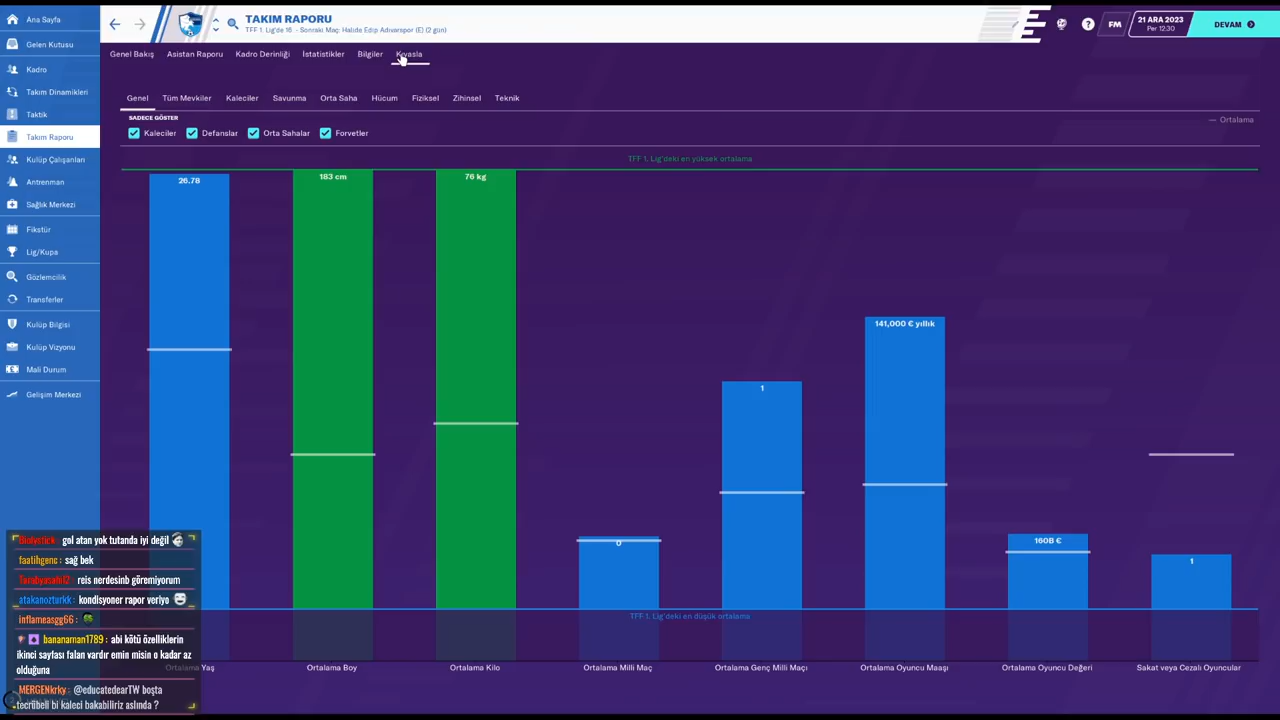 Ana Sayfa
Gelen Kutusu
Kadro
Takım Dinamikleri
Taktik
Takım Raporu
Kulüp Çalışanları
Antrenman
Sağlık Merkezi
Fikstür
Lig/Kupa
Gözlemcilik
Transferler
Kulüp Bilgisi
Kulüp Vizyonu
Mali Durum
Gelişim Merkezi
TAKIM RAPORU
TFF 1. Lig'de 16. - Sonraki Maç: Halide Edip Adıvarspor (E) (2 gün)
FM
21 ARA 2023
Per 12:30
DEVAM
Genel Bakış Asistan Raporu Kadro Derinliği İstatistikler Bilgiler Kıyasla
Genel Tüm Mevkiler Kaleciler Savunma Orta Saha Hücum Fiziksel Zihinsel Teknik
SADECE GÖSTER
Kaleciler Defanslar Orta Sahalar Forvetler
Ortalama
TFF 1. Lig'deki en yüksek ortalama
26.78
183 cm
76 kg
0
1
141,000 € yıllık
160B €
1
TFF 1. Lig'deki en düşük ortalama
Ortalama Yaş Ortalama Boy Ortalama Kilo Ortalama Milli Maç Ortalama Genç Milli Maçı Ortalama Oyuncu Maaşı Ortalama Oyuncu Değeri Sakat veya Cezalı Oyuncular
gol atan yok tutanda iyi değil
faatihgenc : sağ bek
reis nerdesinb göremiyorum
atakanozturkk : kondisyoner rapor veriyo
inflameasgg66 :
bananaman1789 : abi kötü özelliklerin
ikinci sayfası falan vardır emin misin o kadar az
olduğuna
MERGENkrky : @educatedearTW boşta
tecrübeli bi kaleci bakabiliriz aslında ?